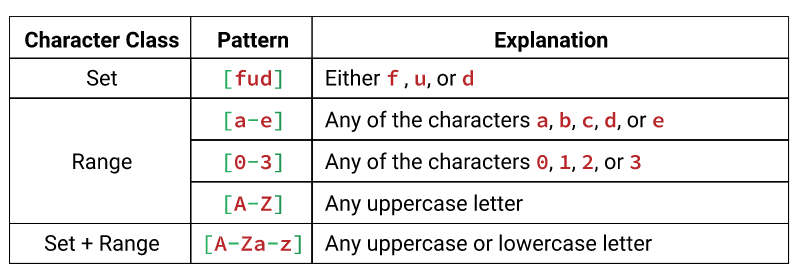 Character Class Pattern Explanation
Set [fud] Either f , u, or d
[a-e] Any of the characters a, b, c, d, or e
Range [0-3] Any of the characters 0, 1, 2, or 3
[A-Z] Any uppercase letter
Set + Range [A-Za-z] Any uppercase or lowercase letter